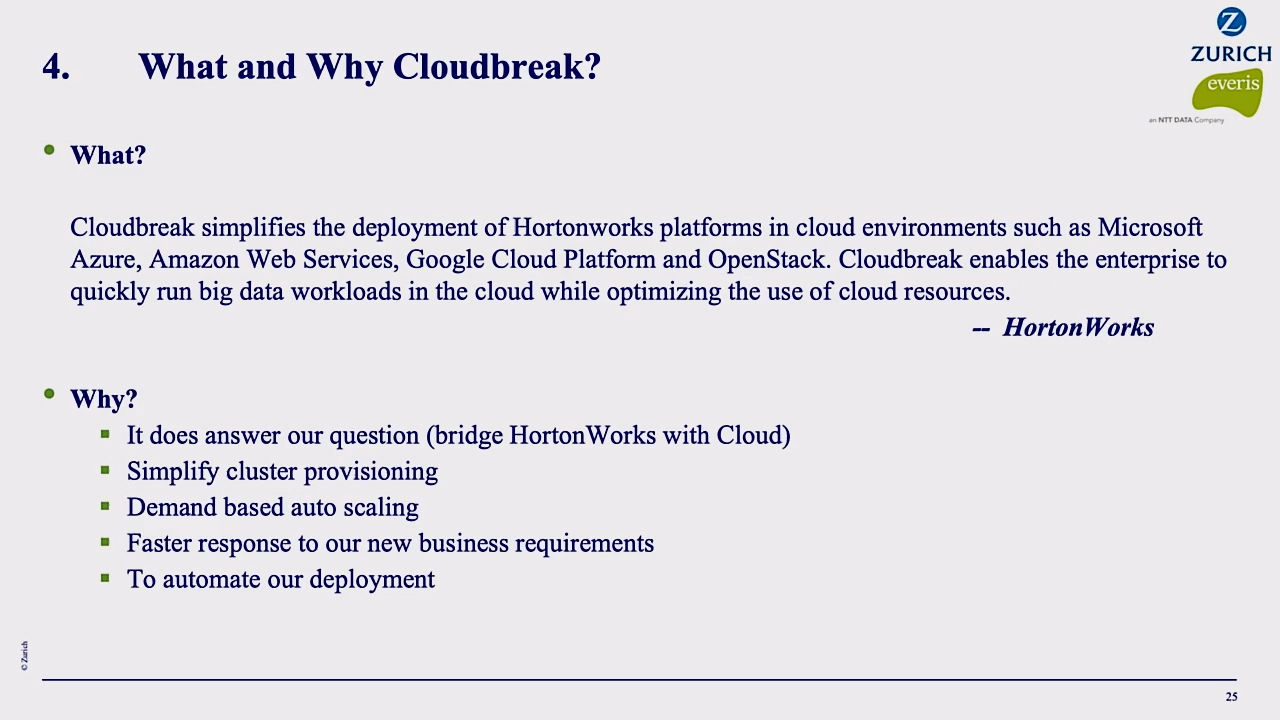 4. What and Why Cloudbreak?
Z
ZURICH
everis
an NTT DATA Company
• What?
Cloudbreak simplifies the deployment of Hortonworks platforms in cloud environments such as Microsoft
Azure, Amazon Web Services, Google Cloud Platform and OpenStack. Cloudbreak enables the enterprise to
quickly run big data workloads in the cloud while optimizing the use of cloud resources.
-- HortonWorks
• Why?
▪ It does answer our question (bridge HortonWorks with Cloud)
▪ Simplify cluster provisioning
▪ Demand based auto scaling
▪ Faster response to our new business requirements
▪ To automate our deployment
© Zurich
25